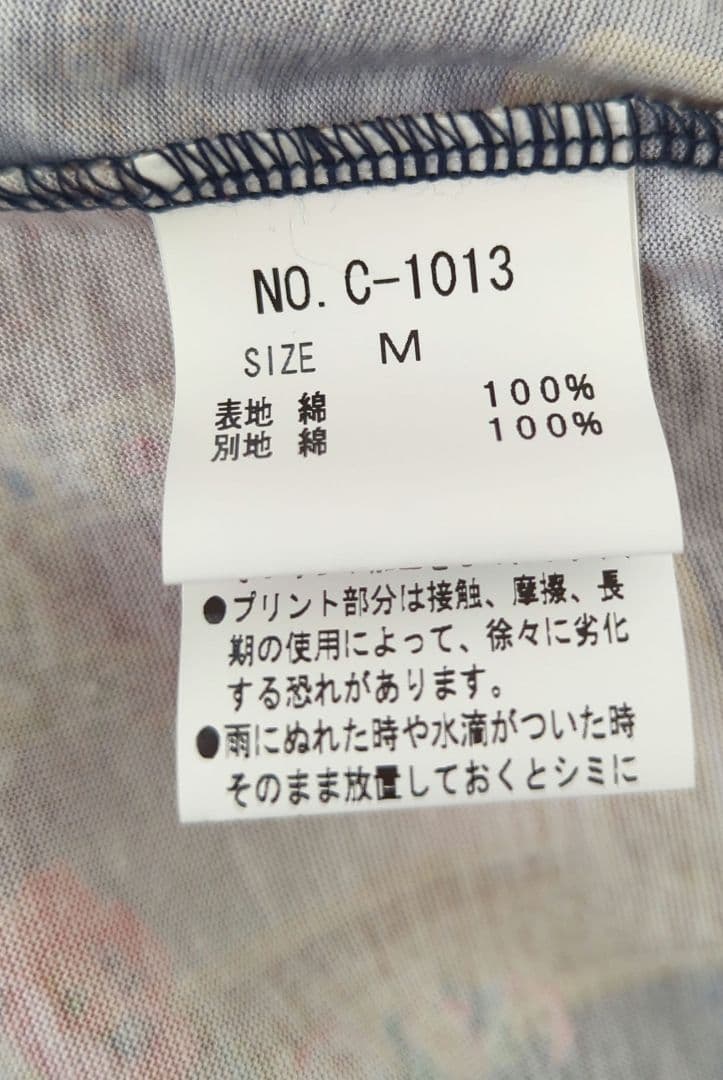 NO. C-1013
SIZE M
表地 綿 100%
別地 綿 100%
●プリント部分は接触、摩擦、長
期の使用によって、徐々に劣化
する恐れがあります。
●雨にぬれた時や水滴がついた時
そのまま放置しておくとシミに